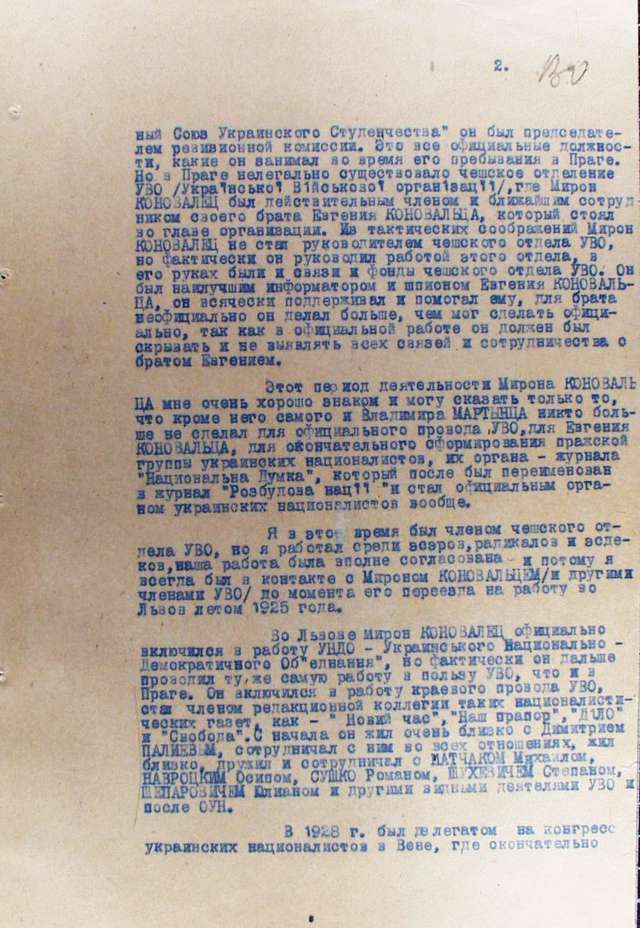 2.
ный Союз Украинского Студенчества" он был председате-
лем ревизионной комиссии. Это все официальные должнос-
ти, какие он занимал во время его пребывания в Праге.
Но в Праге нелегально существовало чешское отделение
УВО /Укра'iнсько'i Вiйськово'i органiзацii/,где Мирон
КОНОВАЛЕЦ был действительным членом и ближайшим сотруд
ником своего брата Евгения КОНОВАЛЬЦА, который стоял
во главе организации. Из тактических соображений Мирон
КОНОВАЛЕЦ не стал руководителем чешского отдела УВО,
но фактически он руководил работой этого отдела, в
его руках были и связи и фонды чешского отдела УВО. Он
был наилучшим информатором и шпионом Евгения КОНОВАЛЬ-
ЦА, он всячески поддерживал и помогал ему, для брата
неофициально он делал больше, чем мог сделать офици-
ально, так как в официальной работе он должен был
скрывать и не выявлять всех связей и сотрудничества с
братом Евгением.
Этот период деятельности Мирона КОНОВАЛЬ
ЦА мне очень хорошо знаком и могу сказать только то,
что кроме него самого и Владимира МАРТЫНЦА никто боль-
ше не сделал для официального провода УВО,для Евгения
КОНОВАЛЬЦА, для окончательного сформирования пражской
группы украинских националистов, их органа - журнала
"Национальна Думка", который после был переименован
в журнал "Розбудова нацii "и стал официальным орга-
ном украинских националистов вообще.
Я в это время был членом чешского от-
дела УВО, но я работал среди эсэров,радикалов и эсде-
ков,наша работа была вполне согласована и потому я
всегда был в контакте с Мироном КОНОВАЛЬЦЕМ/и другими
членами УВО/ до момента его переезда на работу во
Львов летом 1925 года.
Во Львове Мирон КОНОВАЛЕЦ официально
включился в работу УНДО - Украинського Национально -
Демократичного Об"еднання", но фактически он дальше
проводил ту,же самую работу в пользу УВО, что и в
Праге. Он включился в работу краевого провода УВО,
стал членом редакционной коллегии таких националисти-
ческих газет, как - " Новий час","Наш прапор","ДIЛО"
и "Свобода".С начала он жил очень близко с Димитрием
ПАЛИЕВЫМ, сотрудничал с ним во всех отношениях, жил
близко, дружил и сотрудничал с МАТЧАКОМ Михаилом,
НАВРОЦКИМ Осипом, СУШКО Романом, ШУХЕВИЧЕМ Степаном,
ШЕПАРОВИЧЕМ Юлианом и другими видными деятелями УВО и
после ОУН.
В 1928 г. был делегатом на конгресс
украинских националистов в Вене, где окончательно